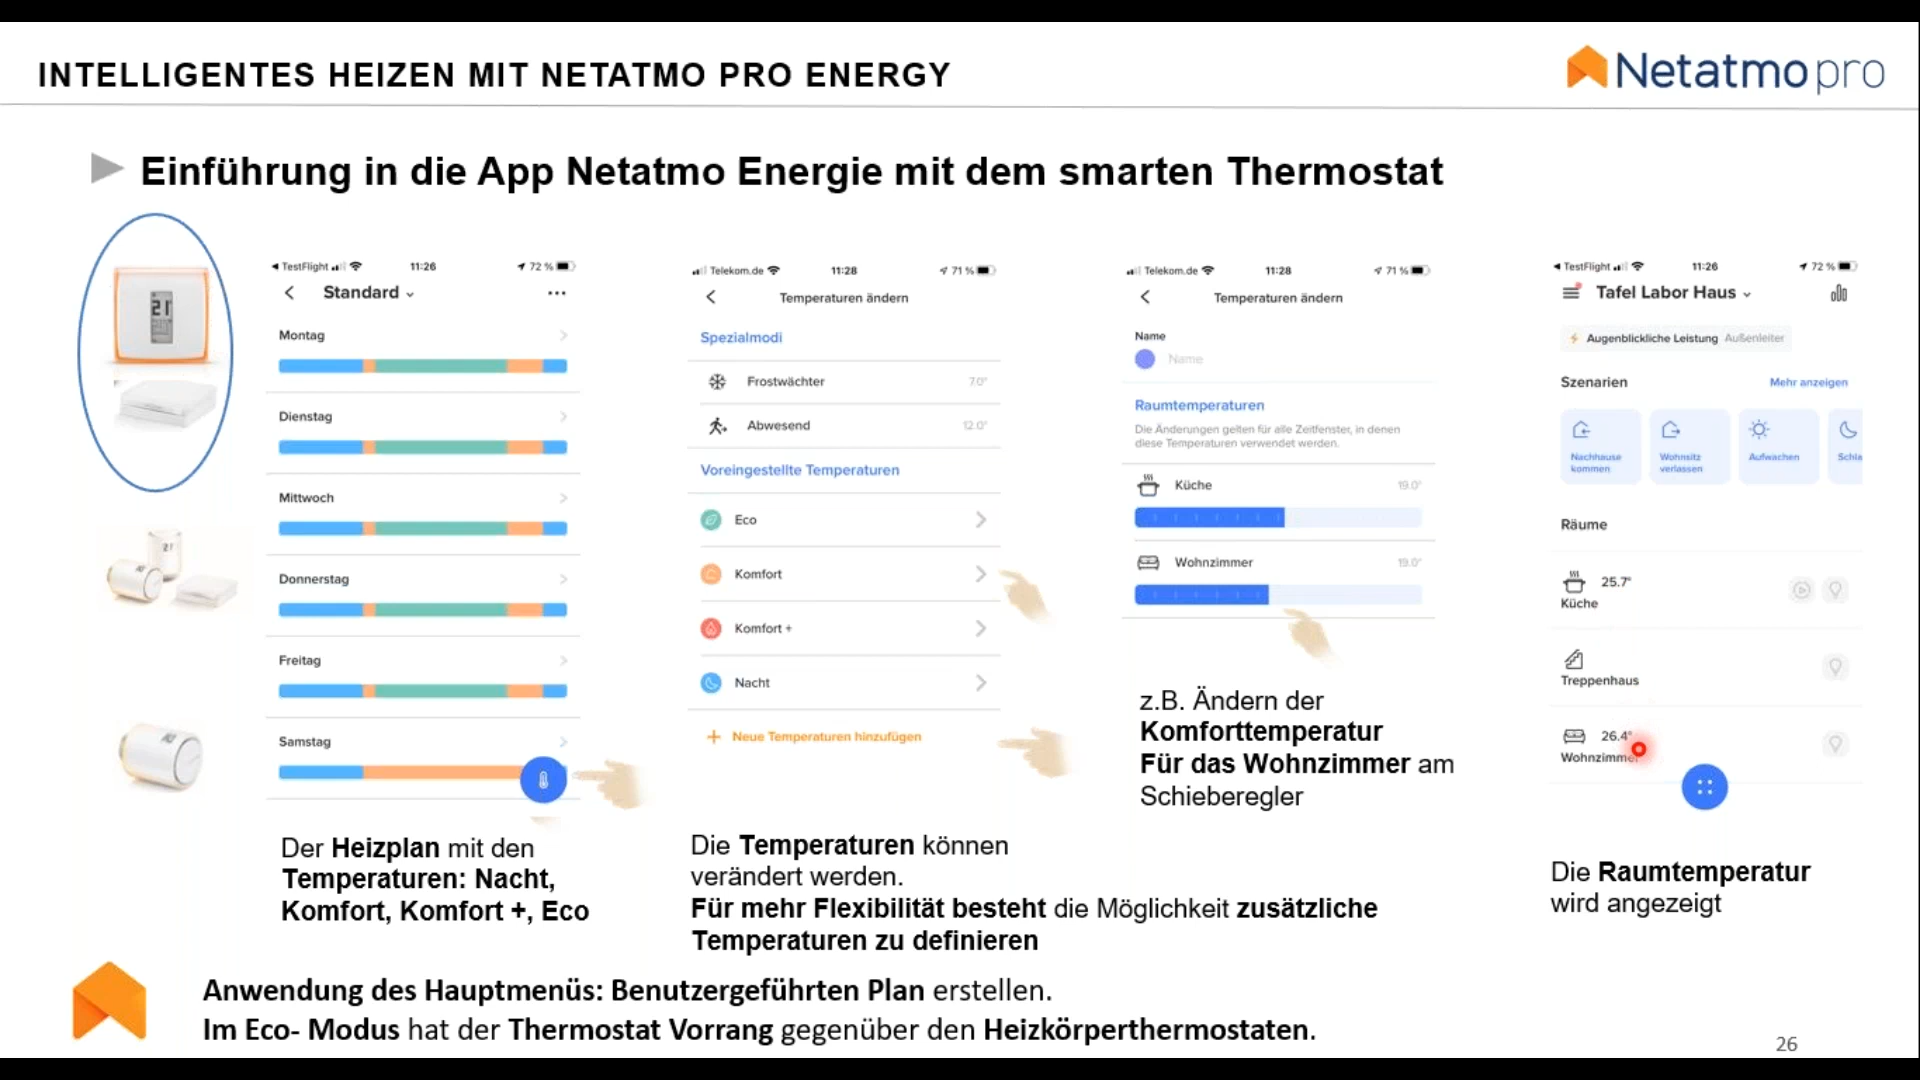 INTELLIGENTES HEIZEN MIT NETATMO PRO ENERGY
Netatmo pro
Einführung in die App Netatmo Energie mit dem smarten Thermostat
21
TestFlight 11:26 72 %
Standard
Montag
Dienstag
Mittwoch
Donnerstag
Freitag
Samstag
Der Heizplan mit den
Temperaturen: Nacht,
Komfort, Komfort +, Eco
Telekom.de 11:28 71 %
Temperaturen ändern
Spezialmodi
Frostwächter 7.0°
Abwesend 12.0°
Voreingestellte Temperaturen
Eco
Komfort
Komfort +
Nacht
+ Neue Temperaturen hinzufügen
Die Temperaturen können
verändert werden.
Für mehr Flexibilität besteht die Möglichkeit zusätzliche
Temperaturen zu definieren
Telekom.de 11:28 71 %
Temperaturen ändern
Name
Name
Raumtemperaturen
Die Änderungen gelten für alle Zeitfenster, in denen
diese Temperaturen verwendet werden.
Küche 19.0°
Wohnzimmer 19.0°
z.B. Ändern der
Komforttemperatur
Für das Wohnzimmer am
Schieberegler
TestFlight 11:26 72 %
Tafel Labor Haus
Augenblickliche Leistung Außenleiter
Szenarien Mehr anzeigen
Nachhause
kommen
Wohnsitz
verlassen
Aufwachen
Schla
Räume
25.7°
Küche
Treppenhaus
26.4°
Wohnzimmer
Die Raumtemperatur
wird angezeigt
Anwendung des Hauptmenüs: Benutzergeführten Plan erstellen.
Im Eco- Modus hat der Thermostat Vorrang gegenüber den Heizkörperthermostaten.
26